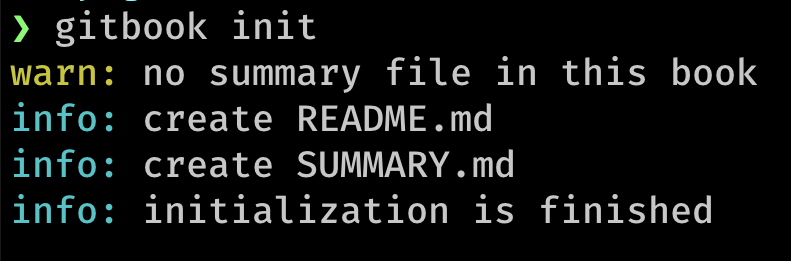 ❯ gitbook init
warn: no summary file in this book
info: create README.md
info: create SUMMARY.md
info: initialization is finished